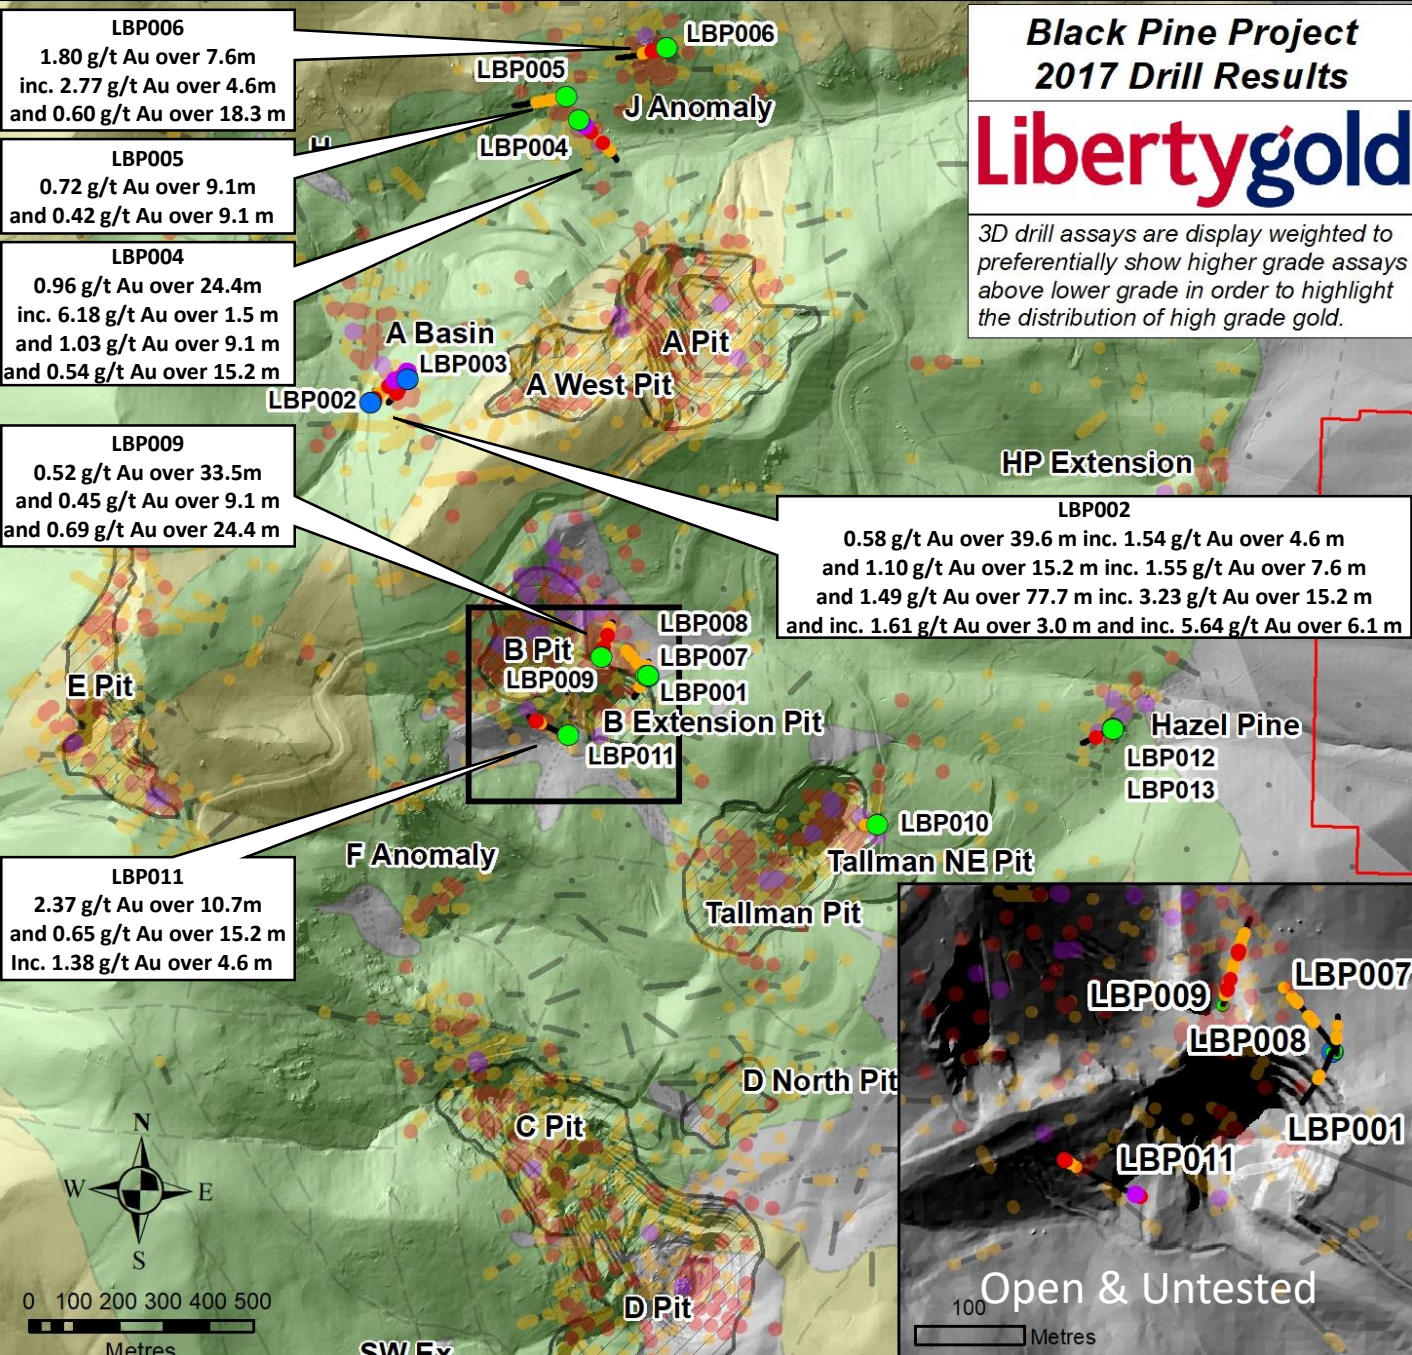 LBP006
1.80 g/t Au over 7.6m
inc. 2.77 g/t Au over 4.6m
and 0.60 g/t Au over 18.3 m
LBP005
0.72 g/t Au over 9.1m
and 0.42 g/t Au over 9.1 m
LBP004
0.96 g/t Au over 24.4m
inc. 6.18 g/t Au over 1.5 m
and 1.03 g/t Au over 9.1 m
and 0.54 g/t Au over 15.2 m
Black Pine Project
2017 Drill Results
Libertygold
3D drill assays are display weighted to
preferentially show higher grade assays
above lower grade in order to highlight
the distribution of high grade gold.
LBP006
LBP005
J Anomaly
LBP004
A Basin
LBP003
LBP002
A Pit
A West Pit
HP Extension
LBP009
0.52 g/t Au over 33.5m
and 0.45 g/t Au over 9.1 m
and 0.69 g/t Au over 24.4 m
LBP002
0.58 g/t Au over 39.6 m inc. 1.54 g/t Au over 4.6 m
and 1.10 g/t Au over 15.2 m inc. 1.55 g/t Au over 7.6 m
and 1.49 g/t Au over 77.7 m inc. 3.23 g/t Au over 15.2 m
and inc. 1.61 g/t Au over 3.0 m and inc. 5.64 g/t Au over 6.1 m
LBP008
B Pit
LBP007
LBP009
LBP001
E Pit
B Extension Pit
LBP011
Hazel Pine
LBP012
LBP013
LBP010
F Anomaly
Tallman NE Pit
Tallman Pit
LBP011
2.37 g/t Au over 10.7m
and 0.65 g/t Au over 15.2 m
Inc. 1.38 g/t Au over 4.6 m
D North Pit
C Pit
D Pit
N
W
E
S
0 100 200 300 400 500
Metres
SW Ex
LBP007
LBP009
LBP008
LBP001
LBP011
Open & Untested
100
Metres